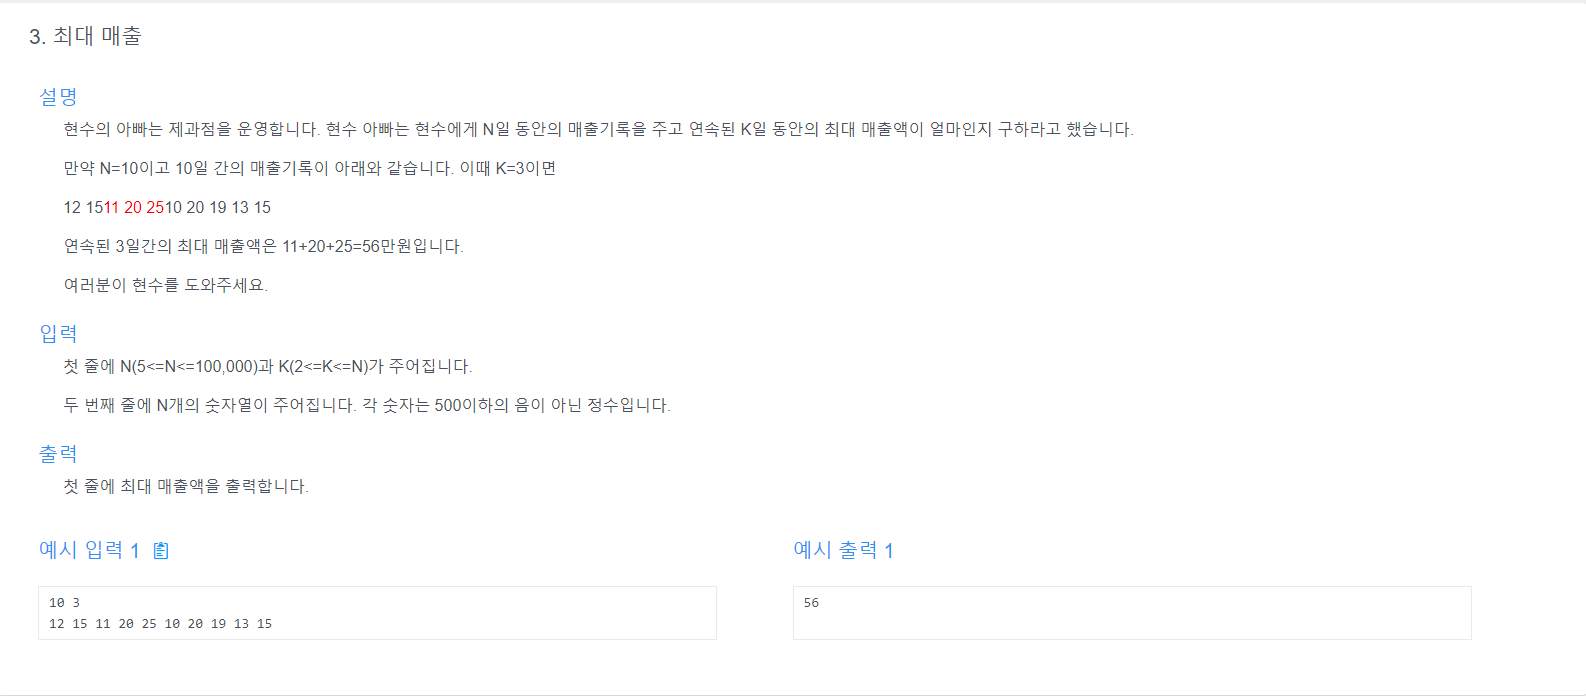 3. 최대 매출
설명
현수의 아빠는 제과점을 운영합니다. 현수 아빠는 현수에게 N일 동안의 매출기록을 주고 연속된 K일 동안의 최대 매출액이 얼마인지 구하라고 했습니다.
만약 N=10이고 10일 간의 매출기록이 아래와 같습니다. 이때 K=3이면
12 1511 20 2510 20 19 13 15
연속된 3일간의 최대 매출액은 11+20+25=56만원입니다.
여러분이 현수를 도와주세요.
입력
첫 줄에 N(5<=N<=100,000)과 K(2<=K<=N)가 주어집니다.
두 번째 줄에 N개의 숫자열이 주어집니다. 각 숫자는 500이하의 음이 아닌 정수입니다.
출력
첫 줄에 최대 매출액을 출력합니다.
예시 입력 1
10 3
12 15 11 20 25 10 20 19 13 15
예시 출력 1
56